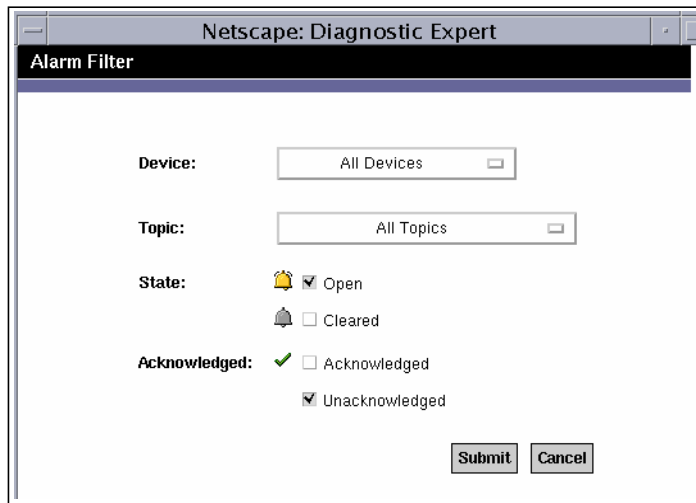 Netscape: Diagnostic Expert
Alarm Filter
Device: All Devices
Topic: All Topics
State: Open
Cleared
Acknowledged: Acknowledged
Unacknowledged
Submit Cancel